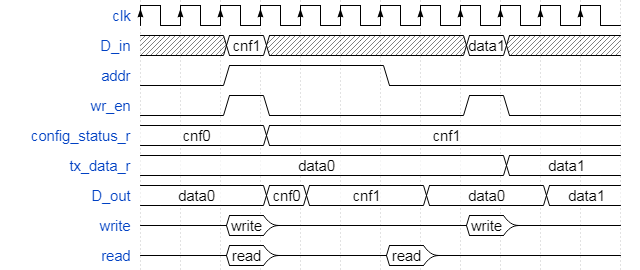 clk
D_in cnf1 data1
addr
wr_en
config_status_r cnf0 cnf1
tx_data_r data0 data1
D_out data0 cnf0 cnf1 data0 data1
write write write
read read read